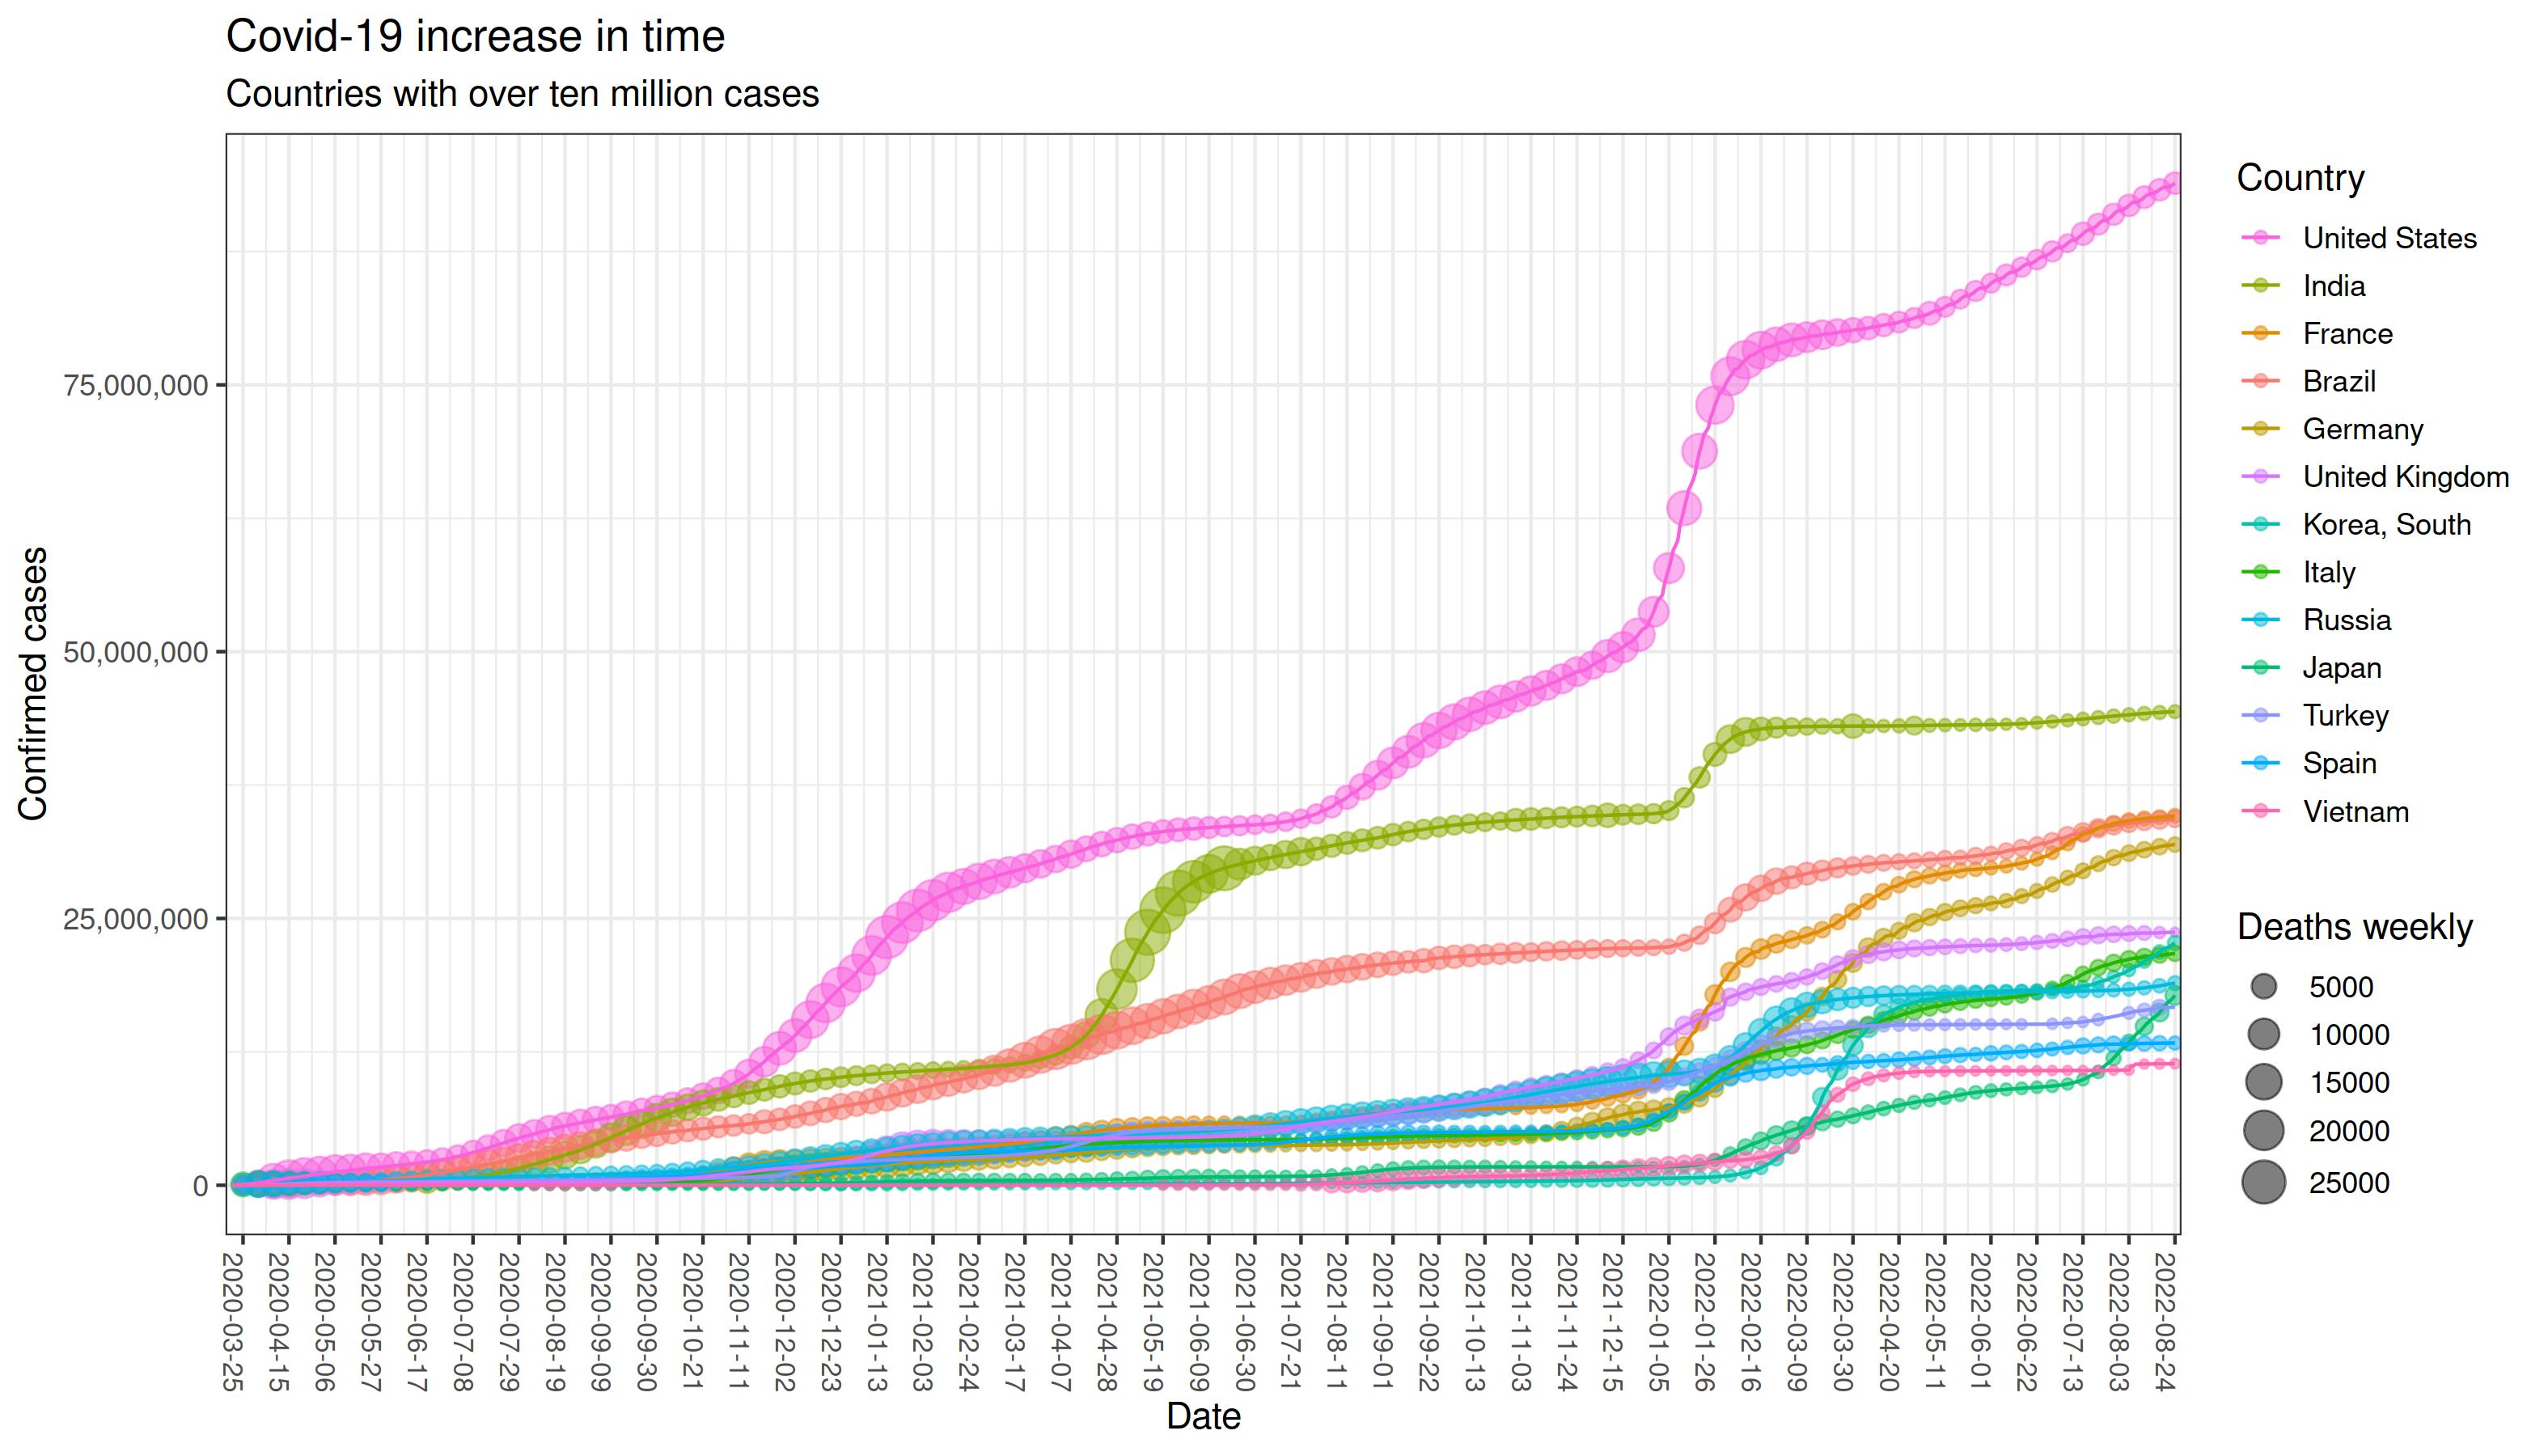 Covid-19 increase in time
Countries with over ten million cases
Confirmed cases
75,000,000
50,000,000
25,000,000
0
2020-03-25
2020-04-15
2020-05-06
2020-05-27
2020-06-17
2020-07-08
2020-07-29
2020-08-19
2020-09-09
2020-09-30
2020-10-21
2020-11-11
2020-12-02
2020-12-23
2021-01-13
2021-02-03
2021-02-24
2021-03-17
2021-04-07
2021-04-28
2021-05-19
2021-06-09
2021-06-30
2021-07-21
2021-08-11
2021-09-01
2021-09-22
2021-10-13
2021-11-03
2021-11-24
2021-12-15
2022-01-05
2022-01-26
2022-02-16
2022-03-09
2022-03-30
2022-04-20
2022-05-11
2022-06-01
2022-06-22
2022-07-13
2022-08-03
2022-08-24
Date
Country
United States
India
France
Brazil
Germany
United Kingdom
Korea, South
Italy
Russia
Japan
Turkey
Spain
Vietnam
Deaths weekly
5000
10000
15000
20000
25000